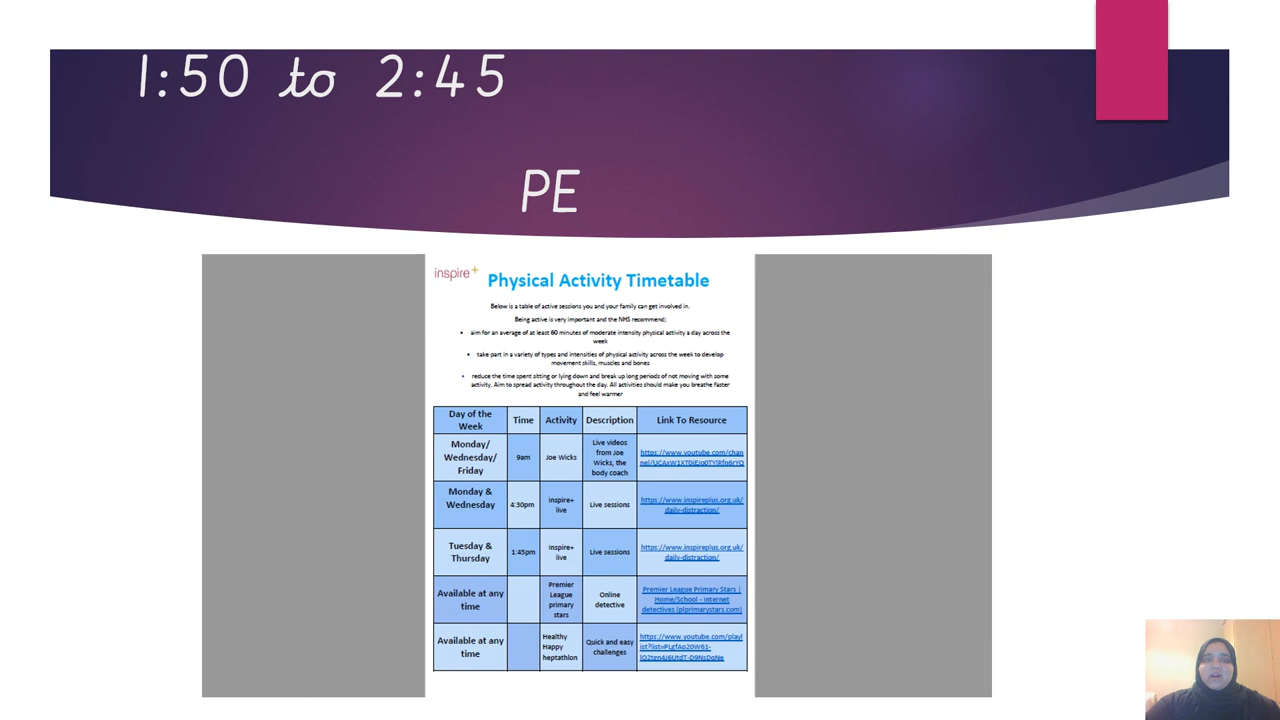 1:50 to 2:45
PE
inspire+
Physical Activity Timetable
Below is a table of active sessions you and your family can get involved in.
Being active is very important and the NHS recommend;
• aim for an average of at least 60 minutes of moderate intensity physical activity a day across the
week
• take part in a variety of types and intensities of physical activity across the week to develop
movement skills, muscles and bones
• reduce the time spent sitting or lying down and break up long periods of not moving with some
activity. Aim to spread activity throughout the day. All activities should make you breathe faster
and feel warmer
Day of the
Week
Time
Activity
Description
Link To Resource
Monday/
Wednesday/
Friday
9am
Joe Wicks
Live videos
from Joe
Wicks, the
body coach
https://www.youtube.com/chan
Monday &
Wednesday
4:30pm
inspire+
live
Live sessions
https://www.inspireplus.org.uk/
daily-distraction/
Tuesday &
Thursday
1:45pm
Inspire+
live
Live sessions
https://www.inspireplus.org.uk/
daily-distraction/
Available at any
time
Premier
League
primary
stars
Online
detective
Premier League Primary Stars |
Home/School - Internet
detectives (plprimarystars.com)
Available at any
time
Healthy
Happy
heptathlon
Quick and easy
challenges
https://www.youtube.com/playl